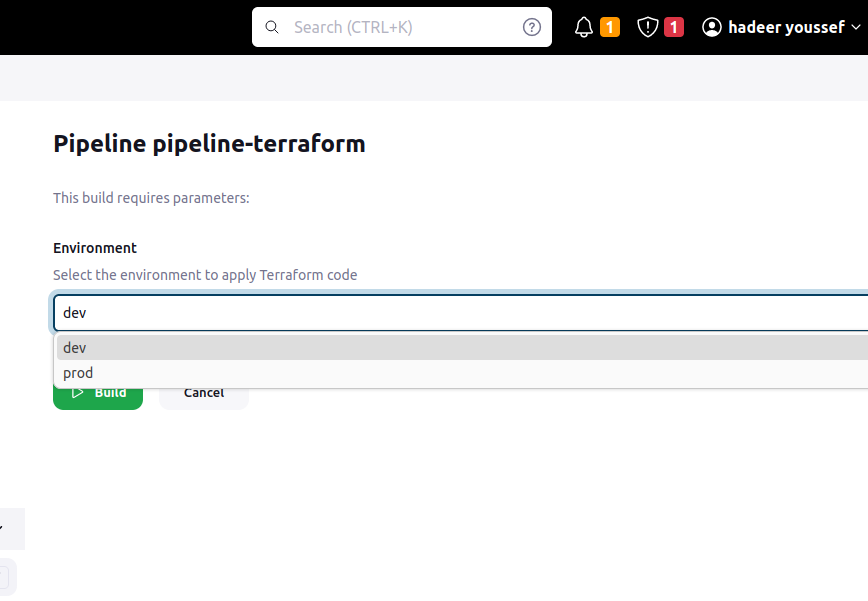 Search (CTRL+K) ? 1 ! 1 hadeer youssef
Pipeline pipeline-terraform
This build requires parameters:
Environment
Select the environment to apply Terraform code
dev
dev
prod
Build Cancel